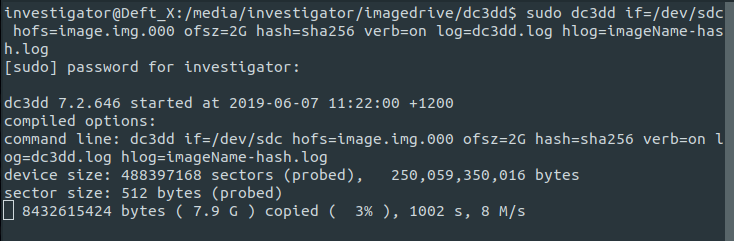 investigator@Deft_X:/media/investigator/imagedrive/dc3dd$ sudo dc3dd if=/dev/sdc
 hofs=image.img.000 ofsz=2G hash=sha256 verb=on log=dc3dd.log hlog=imageName-has
h.log
[sudo] password for investigator:

dc3dd 7.2.646 started at 2019-06-07 11:22:00 +1200
compiled options:
command line: dc3dd if=/dev/sdc hofs=image.img.000 ofsz=2G hash=sha256 verb=on l
og=dc3dd.log hlog=imageName-hash.log
device size: 488397168 sectors (probed),   250,059,350,016 bytes
sector size: 512 bytes (probed)
  8432615424 bytes ( 7.9 G ) copied (  3% ), 1002 s, 8 M/s